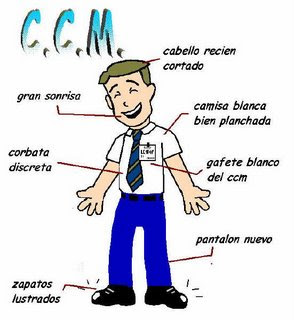 C.C.M.
cabello recien
cortado
gran sonrisa
camisa blanca
bien planchada
corbata
discreta
gafete blanco
del ccm
pantalon nuevo
zapatos
lustrados